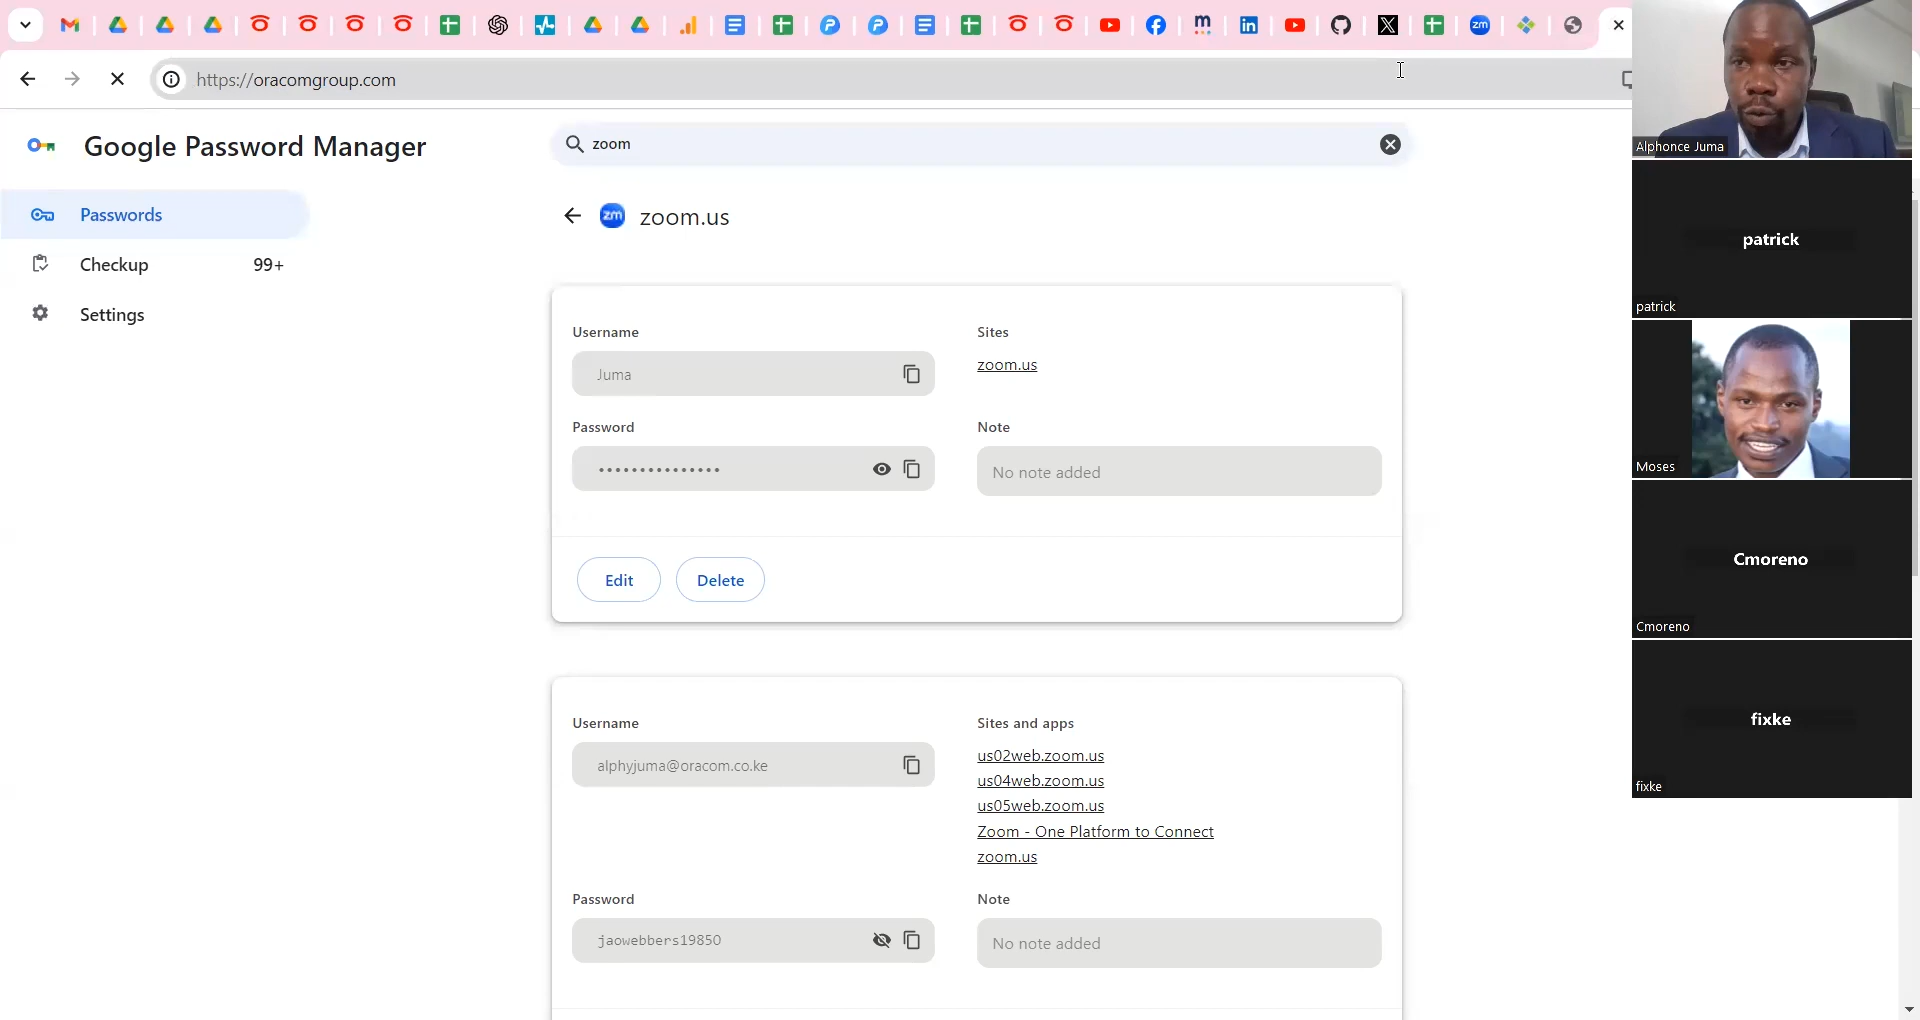 https://oracomgroup.com
Google Password Manager
zoom
Passwords
Checkup 99+
Settings
zm zoom.us
Username
Juma
Sites
zoom.us
Password
•••••••••••••••
Note
No note added
Edit
Delete
Username
alphyjuma@oracom.co.ke
Sites and apps
us02web.zoom.us
us04web.zoom.us
us05web.zoom.us
Zoom - One Platform to Connect
zoom.us
Password
jaowebbers19850
Note
No note added
Alphonce Juma
patrick
patrick
Moses
Cmoreno
Cmoreno
fixke
fixke